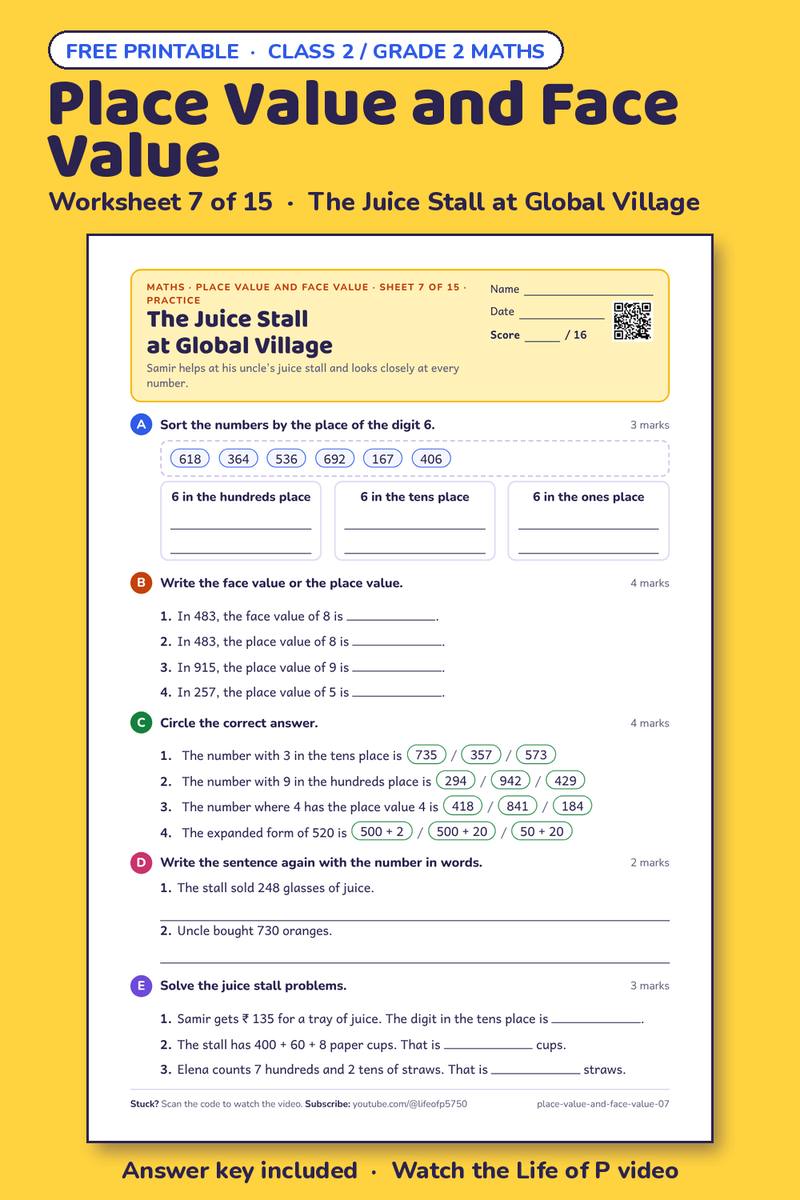 FREE PRINTABLE · CLASS 2 / GRADE 2 MATHS
Place Value and Face
Value
Worksheet 7 of 15 · The Juice Stall at Global Village
MATHS · PLACE VALUE AND FACE VALUE · SHEET 7 OF 15 ·
PRACTICE
The Juice Stall
at Global Village
Samir helps at his uncle's juice stall and looks closely at every
number.
Name ____________________
Date ______________
Score ______ / 16
A Sort the numbers by the place of the digit 6. 3 marks
618 364 536 692 167 406
6 in the hundreds place 6 in the tens place 6 in the ones place
B Write the face value or the place value. 4 marks
1. In 483, the face value of 8 is ______________.
2. In 483, the place value of 8 is ______________.
3. In 915, the place value of 9 is ______________.
4. In 257, the place value of 5 is ______________.
C Circle the correct answer. 4 marks
1. The number with 3 in the tens place is 735 / 357 / 573
2. The number with 9 in the hundreds place is 294 / 942 / 429
3. The number where 4 has the place value 4 is 418 / 841 / 184
4. The expanded form of 520 is 500 + 2 / 500 + 20 / 50 + 20
D Write the sentence again with the number in words. 2 marks
1. The stall sold 248 glasses of juice.
2. Uncle bought 730 oranges.
E Solve the juice stall problems. 3 marks
1. Samir gets ₹ 135 for a tray of juice. The digit in the tens place is ______________.
2. The stall has 400 + 60 + 8 paper cups. That is ______________ cups.
3. Elena counts 7 hundreds and 2 tens of straws. That is ______________ straws.
Stuck? Scan the code to watch the video. Subscribe: youtube.com/@lifeofp5750 place-value-and-face-value-07
Answer key included · Watch the Life of P video